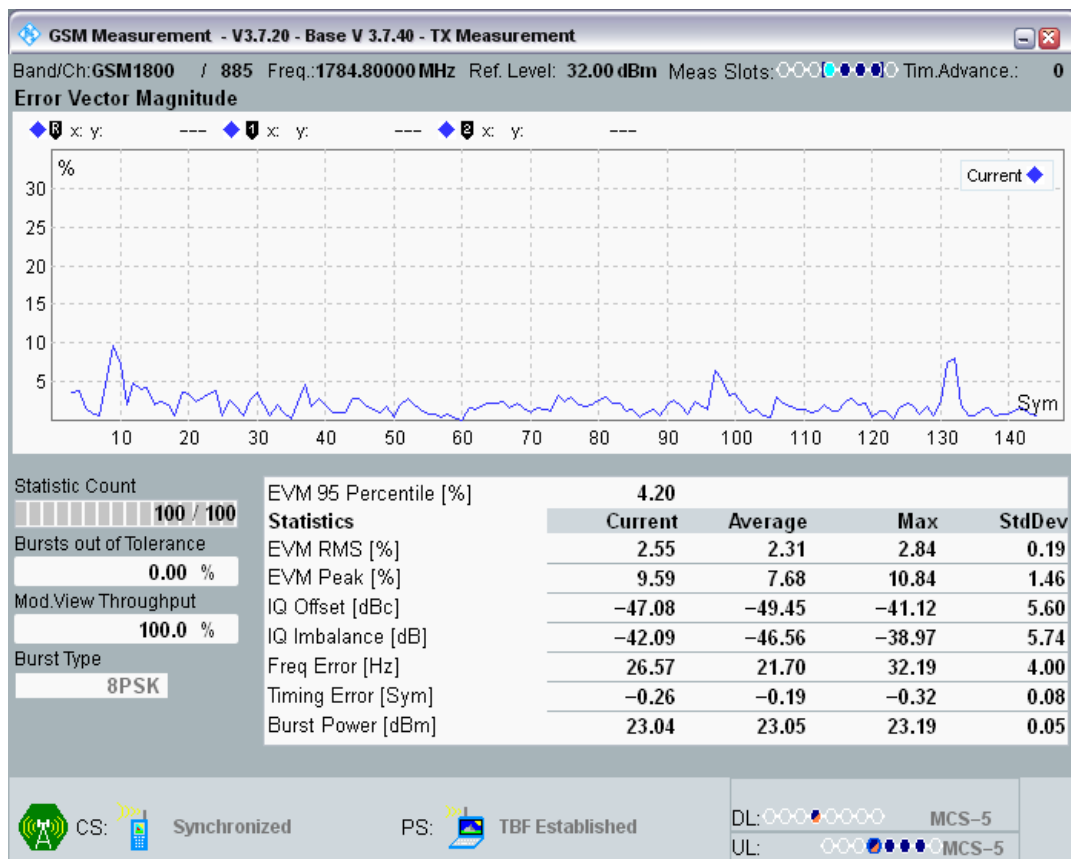 GSM Measurement - V3.7.20 - Base V 3.7.40 - TX Measurement
Band/Ch:GSM1800 / 885 Freq.:1784.80000 MHz Ref. Level: 32.00 dBm Meas Slots: Tim.Advance.: 0
Error Vector Magnitude
R x: y: --- 1 x: y: --- 2 x: y: ---
%
Current
30
25
20
15
10
5
Sym
10 20 30 40 50 60 70 80 90 100 110 120 130 140
Statistic Count
100 / 100
Bursts out of Tolerance
0.00 %
Mod.View Throughput
100.0 %
Burst Type
8PSK
EVM 95 Percentile [%] 4.20
Statistics Current Average Max StdDev
EVM RMS [%] 2.55 2.31 2.84 0.19
EVM Peak [%] 9.59 7.68 10.84 1.46
IQ Offset [dBc] −47.08 −49.45 −41.12 5.60
IQ Imbalance [dB] −42.09 −46.56 −38.97 5.74
Freq Error [Hz] 26.57 21.70 32.19 4.00
Timing Error [Sym] −0.26 −0.19 −0.32 0.08
Burst Power [dBm] 23.04 23.05 23.19 0.05
CS: Synchronized PS: TBF Established
DL: MCS−5
UL: MCS−5